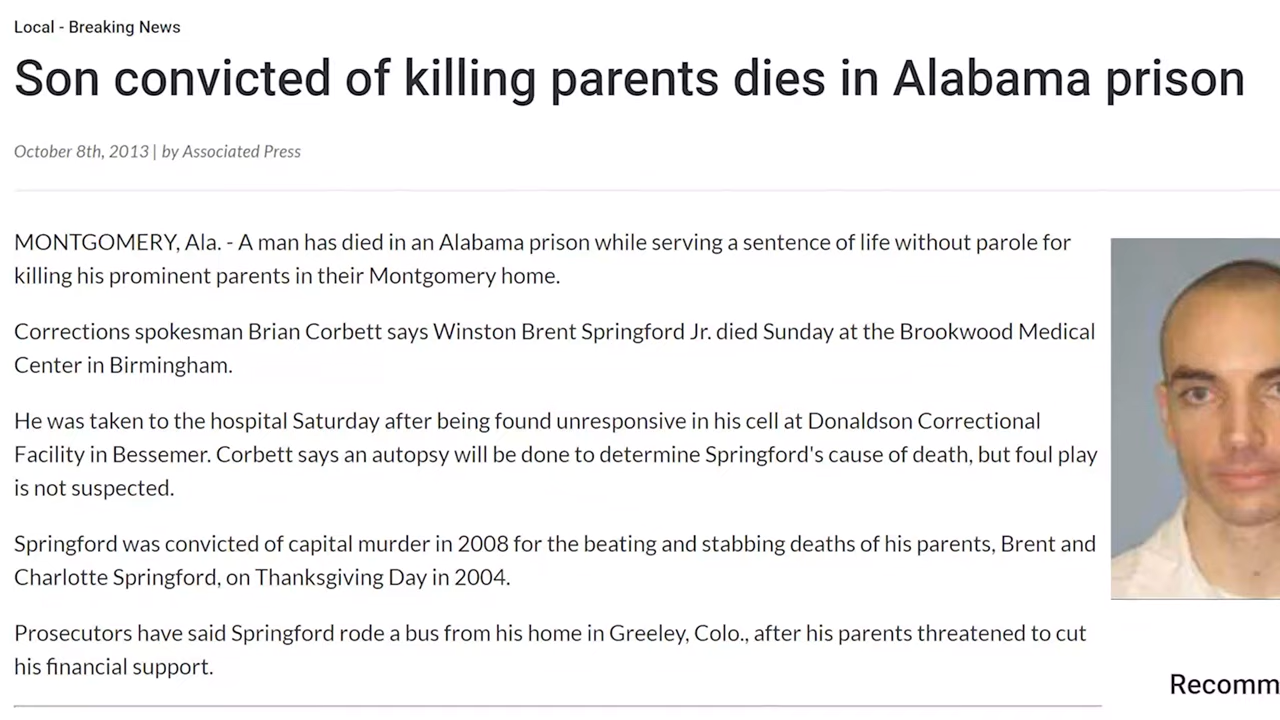 Local - Breaking News
Son convicted of killing parents dies in Alabama prison
October 8th, 2013 | by Associated Press
MONTGOMERY, Ala. - A man has died in an Alabama prison while serving a sentence of life without parole for
killing his prominent parents in their Montgomery home.
Corrections spokesman Brian Corbett says Winston Brent Springford Jr. died Sunday at the Brookwood Medical
Center in Birmingham.
He was taken to the hospital Saturday after being found unresponsive in his cell at Donaldson Correctional
Facility in Bessemer. Corbett says an autopsy will be done to determine Springford's cause of death, but foul play
is not suspected.
Springford was convicted of capital murder in 2008 for the beating and stabbing deaths of his parents, Brent and
Charlotte Springford, on Thanksgiving Day in 2004.
Prosecutors have said Springford rode a bus from his home in Greeley, Colo., after his parents threatened to cut
his financial support.
Recomm